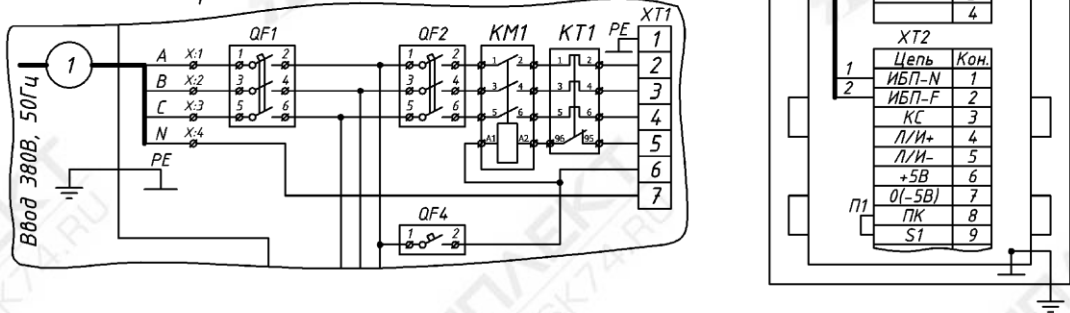 XT1
QF1
QF2
KM1
KT1
PE
1
1 2
1 2
1 2
1 2
2
A X:1
B X:2
3 4
3 4
3 4
3 4
3
C X:3
5 6
5 6
5 6
5 6
4
N X:4
A1 A2
96 95
5
PE
6
7
1
Ввод 380В, 50Гц
QF4
1 2
4
XT2
Цепь Кон.
1 ИБП-N 1
2 ИБП-F 2
КС 3
Л/И+ 4
Л/И- 5
+5В 6
0(-5В) 7
П1
ПК 8
S1 9